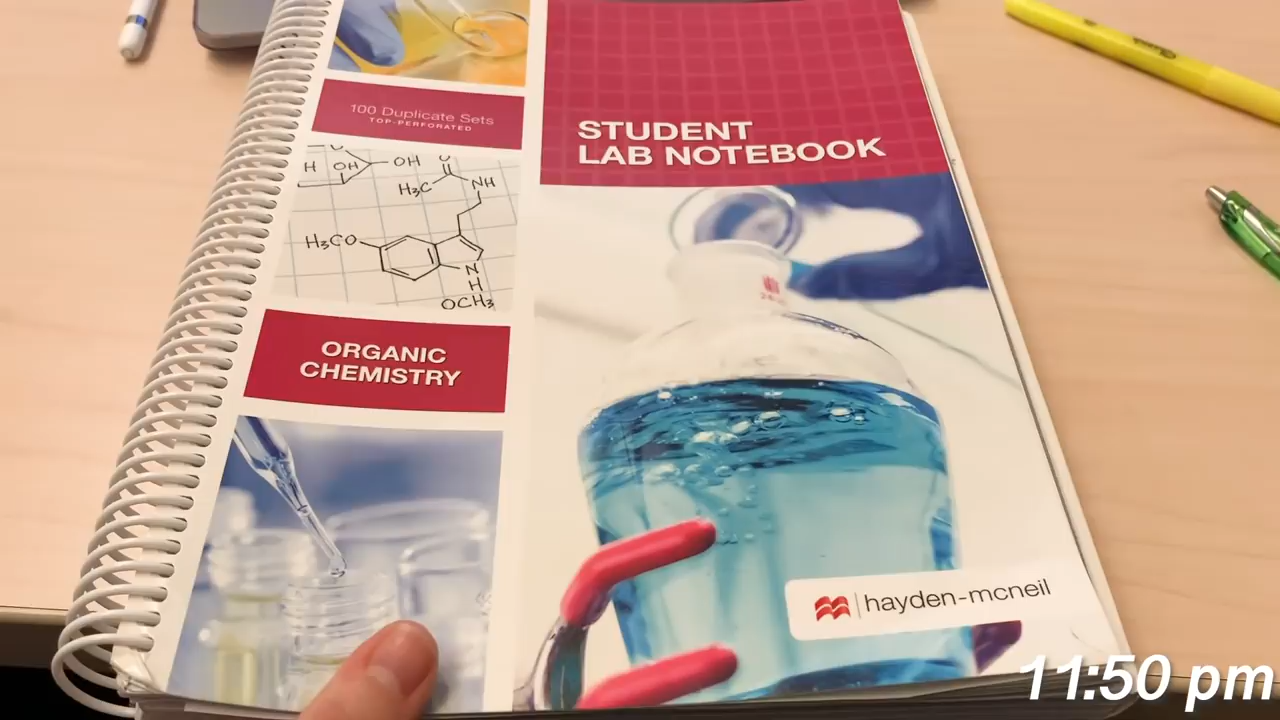 100 Duplicate Sets
TOP-PERFORATED
STUDENT
LAB NOTEBOOK
H OH OH
H₃C NH
H₃CO
N
H
OCH₃
ORGANIC
CHEMISTRY
hayden-mcneil
11:50 pm